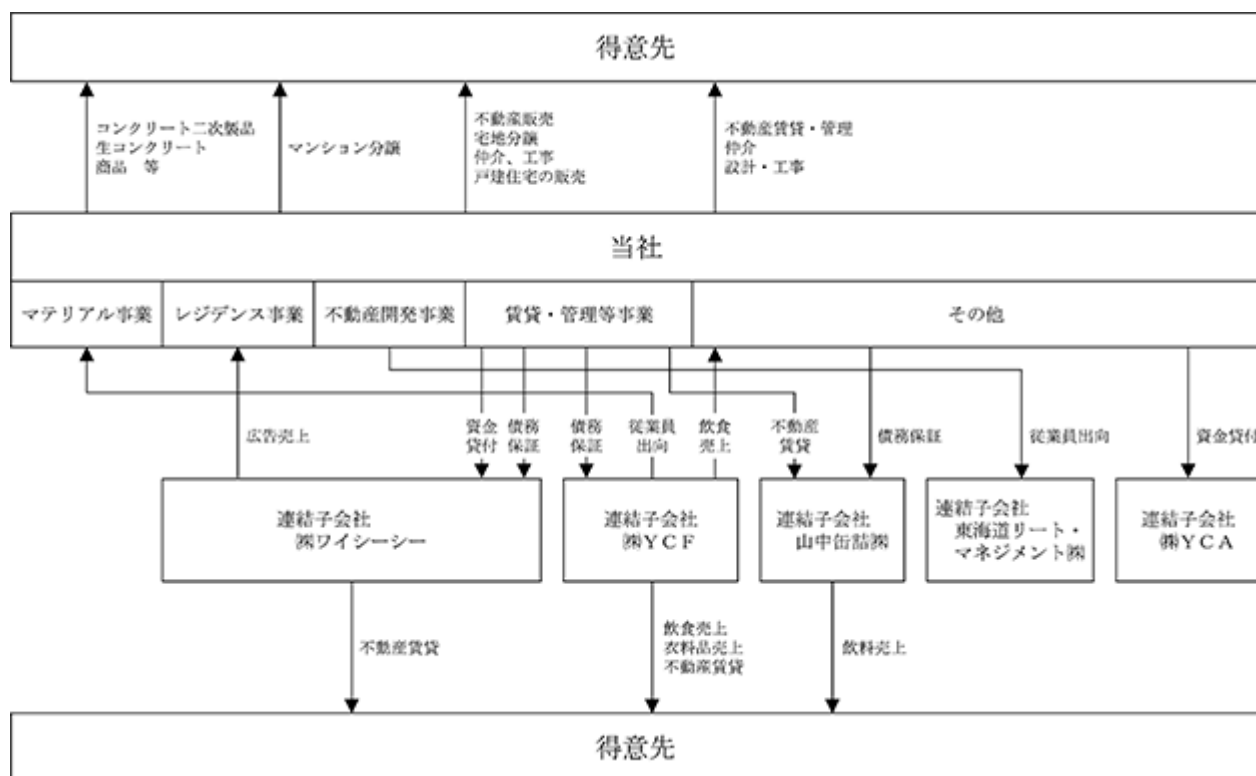 得意先
コンクリート二次製品
生コンクリート
商品 等
マンション分譲
不動産販売
宅地分譲
仲介、工事
戸建住宅の販売
不動産賃貸・管理
仲介
設計・工事
当社
マテリアル事業
レジデンス事業
不動産開発事業
賃貸・管理等事業
その他
広告売上
資金
貸付
債務
保証
債務
保証
従業員
出向
飲食
売上
不動産
賃貸
債務保証
従業員出向
資金貸付
連結子会社
㈱ワイシーシー
連結子会社
㈱YCF
連結子会社
山中缶詰㈱
連結子会社
東海道リート・
マネジメント㈱
連結子会社
㈱YCA
不動産賃貸
飲食売上
衣料品売上
不動産賃貸
飲料売上
得意先